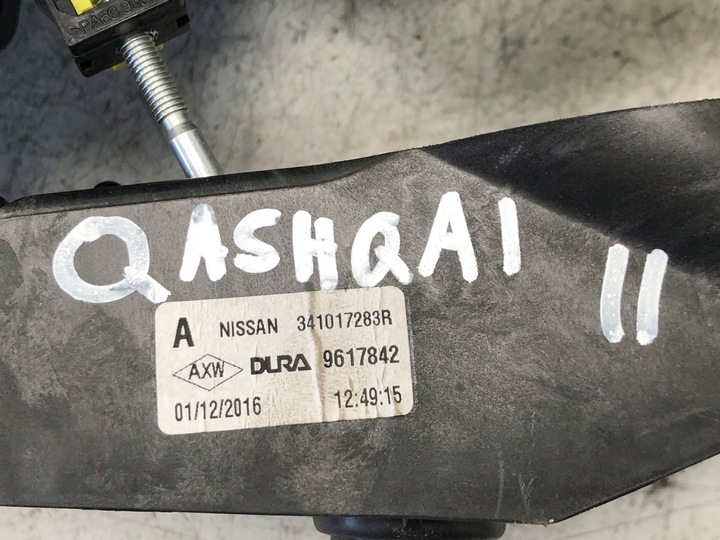 QASHQAI II
A NISSAN 341017283R
AXW DURA 9617842
01/12/2016 12:49:15